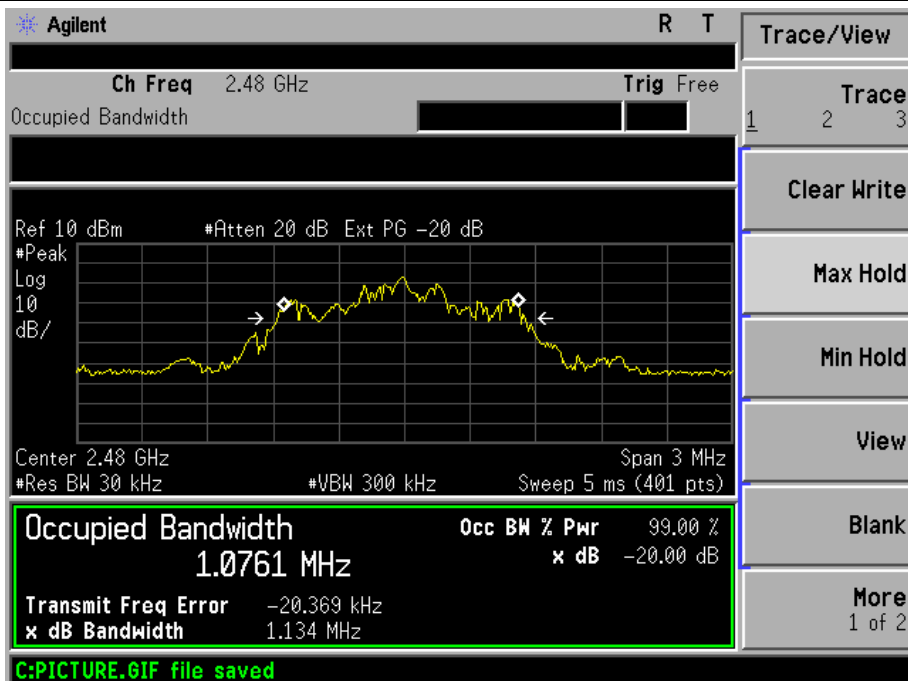 Agilent R T
Trace/View
Ch Freq 2.48 GHz Trig Free
Occupied Bandwidth
Trace
1 2 3
Clear Write
Max Hold
Min Hold
View
Blank
More
1 of 2
Ref 10 dBm #Atten 20 dB Ext PG -20 dB
#Peak
Log
10
dB/
Center 2.48 GHz Span 3 MHz
#Res BW 30 kHz #VBW 300 kHz Sweep 5 ms (401 pts)
Occupied Bandwidth Occ BW % Pwr 99.00 %
1.0761 MHz x dB -20.00 dB
Transmit Freq Error -20.369 kHz
x dB Bandwidth 1.134 MHz
C:PICTURE.GIF file saved